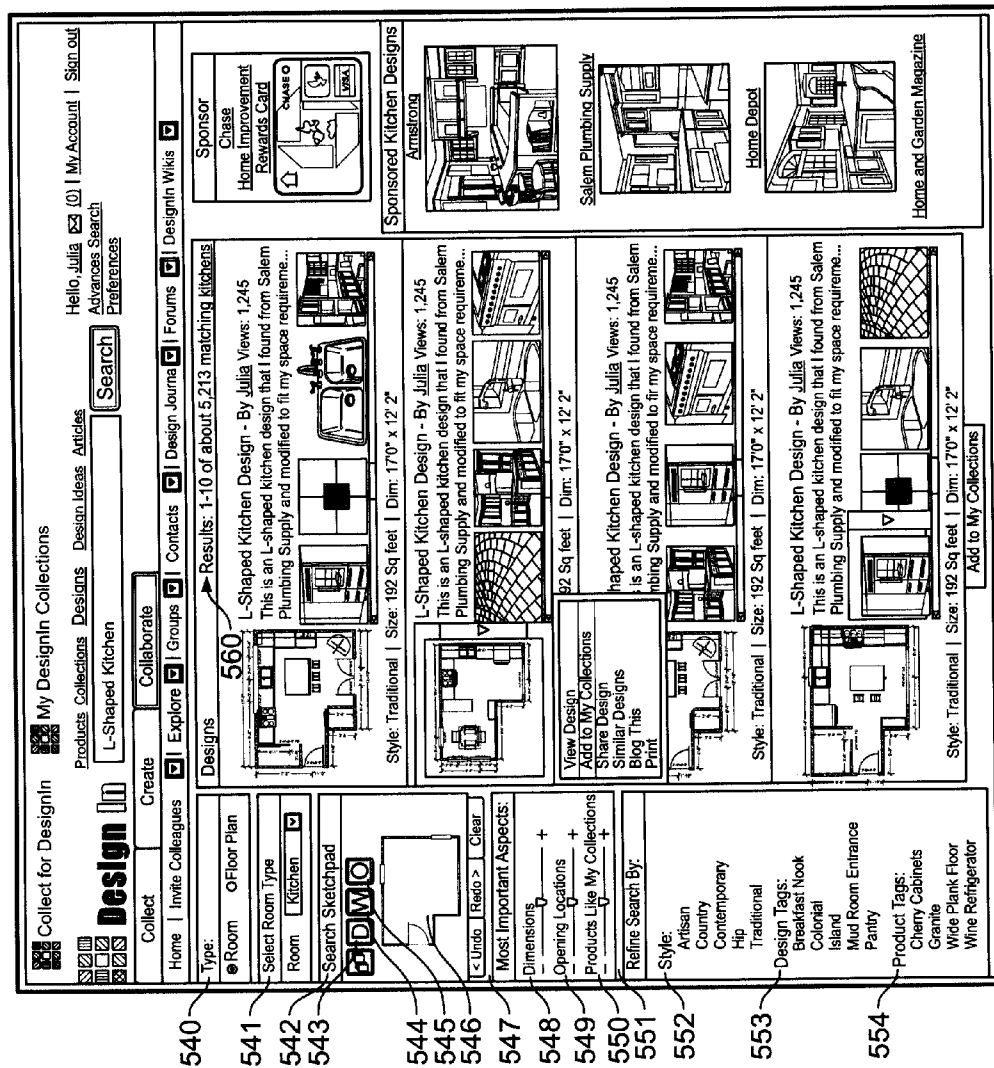 Collect for DesignIn My DesignIn Collections
Design In
Products Collections Designs Design Ideas Articles
L-Shaped Kitchen Search
Hello, Julia (0) | My Account | Sign out
Advances Search
Preferences
Collect Create Collaborate
Home | Invite Colleagues | Explore | Groups | Contacts | Design Journal | Forums | DesignIn Wikis
540
Type:
Room Floor Plan
541
Select Room Type
Room Kitchen
542
Search Sketchpad
543
D W O
544
545
546
< Undo Redo > Clear
547
Most Important Aspects:
548
Dimensions
- +
549
Opening Locations
- +
550
Products Like My Collections
- +
551
Refine Search By:
552
Style:
Artisan
Country
Contemporary
Hip
Traditional
553
Design Tags:
Breakfast Nook
Colonial
Island
Mud Room Entrance
Pantry
554
Product Tags:
Cherry Cabinets
Granite
Wide Plank Floor
Wine Refrigerator
Designs
560
Results: 1-10 of about 5,213 matching kitchens
L-Shaped Kitchen Design - By Julia Views: 1,245
This is an L-shaped kitchen design that I found from Salem
Plumbing Supply and modified to fit my space requireme...
Style: Traditional | Size: 192 Sq feet | Dim: 17'0" x 12' 2"
L-Shaped Kitchen Design - By Julia Views: 1,245
This is an L-shaped kitchen design that I found from Salem
Plumbing Supply and modified to fit my space requireme...
92 Sq feet | Dim: 17'0" x 12' 2"
View Design
Add to My Collections
Share Design
Similar Designs
Blog This
Print
haped Kitchen Design - By Julia Views: 1,245
s is an L-shaped kitchen design that I found from Salem
mbing Supply and modified to fir my space requireme...
Style: Traditional | Size: 192 Sq feet | Dim: 17'0" x 12' 2"
L-Shaped Kitchen Design - By Julia Views: 1,245
This is an L-shaped kitchen design that I found from Salem
Plumbing Supply and modified to fit my space requireme...
Style: Traditional | Size: 192 Sq feet | Dim: 17'0" x 12' 2"
Add to My Collections
Sponsor
Chase
Home Improvement
Rewards Card
CHASE
VISA
Sponsored Kitchen Designs
Armstrong
Salem Plumbing Supply
Home Depot
Home and Garden Magazine